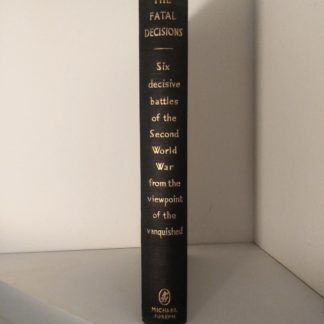 THE
FATAL
DECISIONS
Six
decisive
battles
of the
Second
World
War
from the
viewpoint
of the
vanquished
MICHAEL
JOSEPH